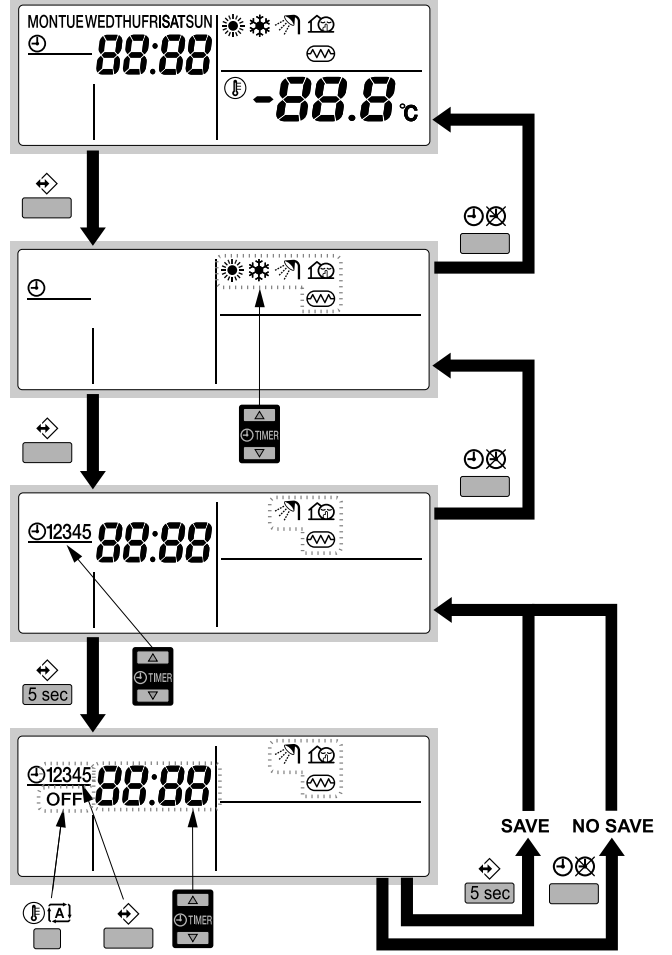 MONTUEWEDTHUFRISATSUN
88:88
-88.8 °C
TIMER
12345 88:88
TIMER
5 sec
12345 88:88
OFF
SAVE NO SAVE
5 sec
A
TIMER